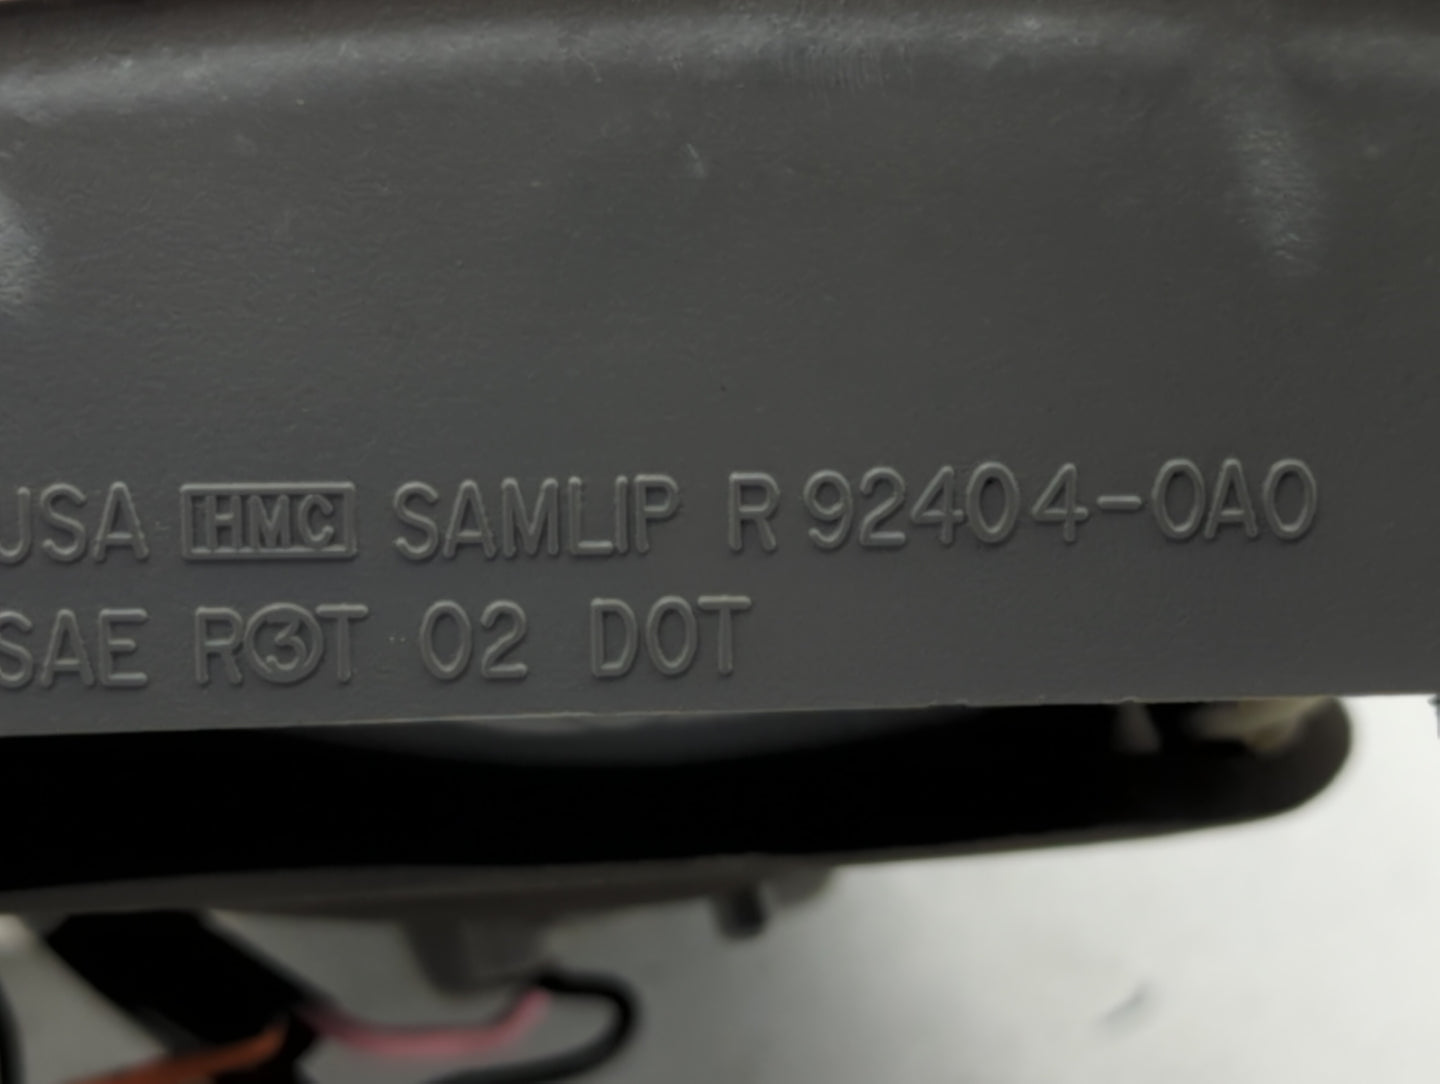 USA HMC SAMLIP R 92404-0A0
SAE R③T 02 DOT